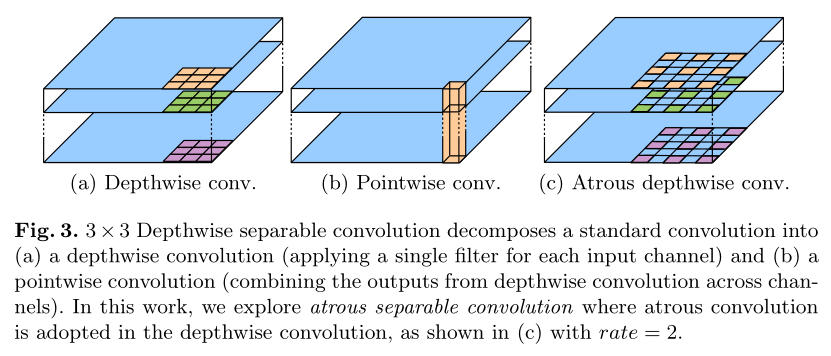 (a) Depthwise conv. (b) Pointwise conv. (c) Atrous depthwise conv.
Fig. 3. 3 × 3 Depthwise separable convolution decomposes a standard convolution into
(a) a depthwise convolution (applying a single filter for each input channel) and (b) a
pointwise convolution (combining the outputs from depthwise convolution across chan-
nels). In this work, we explore atrous separable convolution where atrous convolution
is adopted in the depthwise convolution, as shown in (c) with rate = 2.